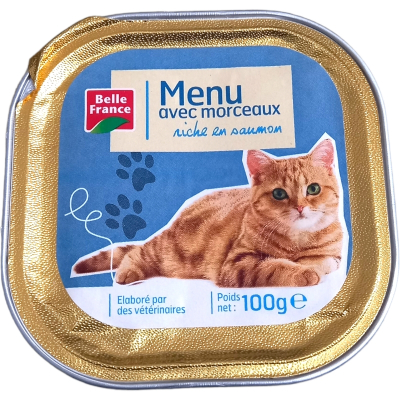 Belle
France
Menu
avec morceaux
riche en saumon
Elaboré par
des vétérinaires
Poids
net : 100g ℮